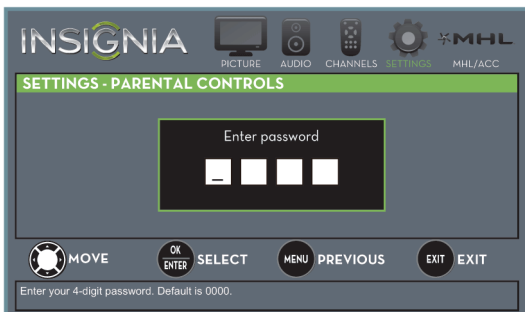 INSIGNIA
MHL
PICTURE AUDIO CHANNELS SETTINGS MHL/ACC
SETTINGS - PARENTAL CONTROLS
Enter password
_
MOVE OK ENTER SELECT MENU PREVIOUS EXIT EXIT
Enter your 4-digit password. Default is 0000.